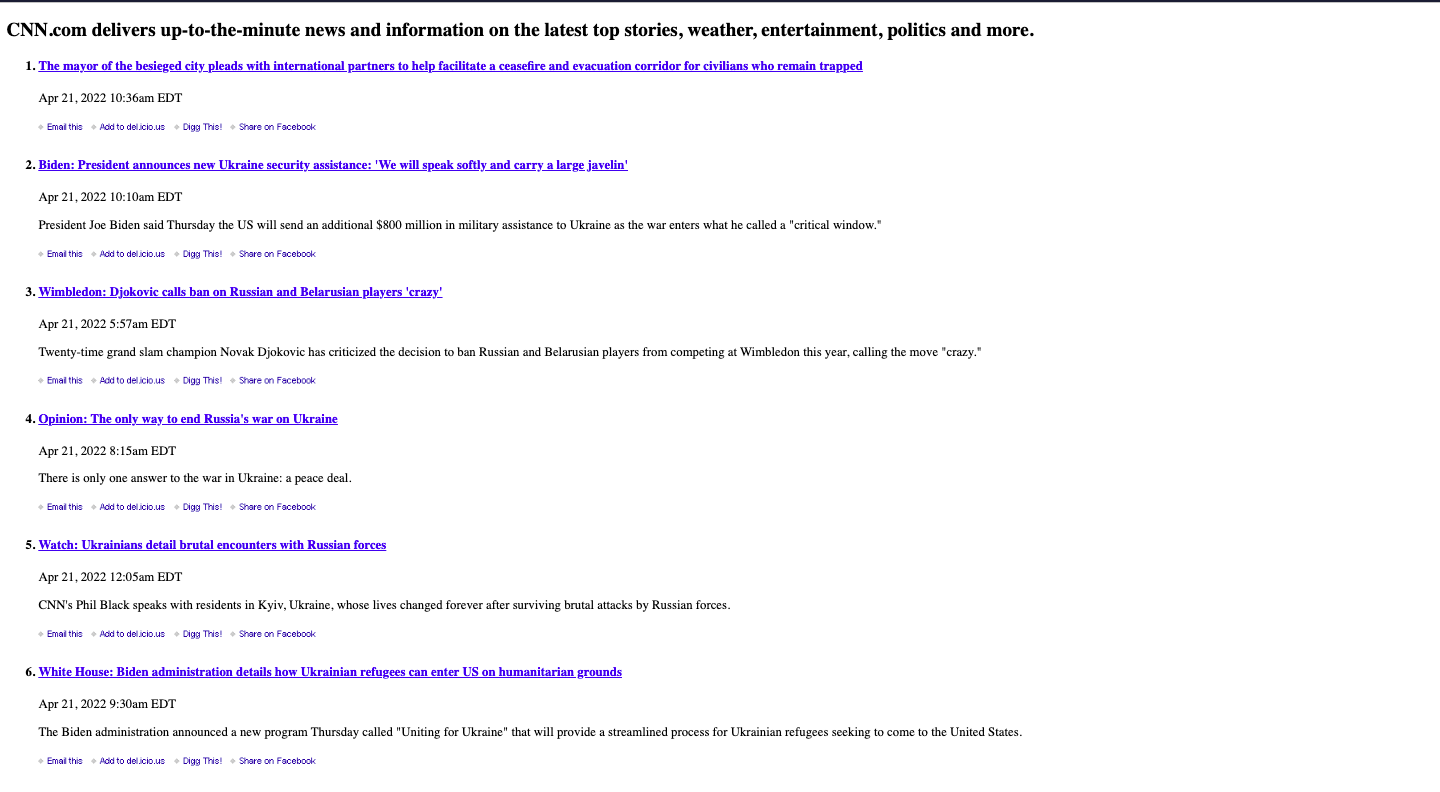 CNN.com delivers up-to-the-minute news and information on the latest top stories, weather, entertainment, politics and more.
1. The mayor of the besieged city pleads with international partners to help facilitate a ceasefire and evacuation corridor for civilians who remain trapped
Apr 21, 2022 10:36am EDT
Email this Add to del.icio.us Digg This! Share on Facebook
2. Biden: President announces new Ukraine security assistance: 'We will speak softly and carry a large javelin'
Apr 21, 2022 10:10am EDT
President Joe Biden said Thursday the US will send an additional $800 million in military assistance to Ukraine as the war enters what he called a "critical window."
Email this Add to del.icio.us Digg This! Share on Facebook
3. Wimbledon: Djokovic calls ban on Russian and Belarusian players 'crazy'
Apr 21, 2022 5:57am EDT
Twenty-time grand slam champion Novak Djokovic has criticized the decision to ban Russian and Belarusian players from competing at Wimbledon this year, calling the move "crazy."
Email this Add to del.icio.us Digg This! Share on Facebook
4. Opinion: The only way to end Russia's war on Ukraine
Apr 21, 2022 8:15am EDT
There is only one answer to the war in Ukraine: a peace deal.
Email this Add to del.icio.us Digg This! Share on Facebook
5. Watch: Ukrainians detail brutal encounters with Russian forces
Apr 21, 2022 12:05am EDT
CNN's Phil Black speaks with residents in Kyiv, Ukraine, whose lives changed forever after surviving brutal attacks by Russian forces.
Email this Add to del.icio.us Digg This! Share on Facebook
6. White House: Biden administration details how Ukrainian refugees can enter US on humanitarian grounds
Apr 21, 2022 9:30am EDT
The Biden administration announced a new program Thursday called "Uniting for Ukraine" that will provide a streamlined process for Ukrainian refugees seeking to come to the United States.
Email this Add to del.icio.us Digg This! Share on Facebook